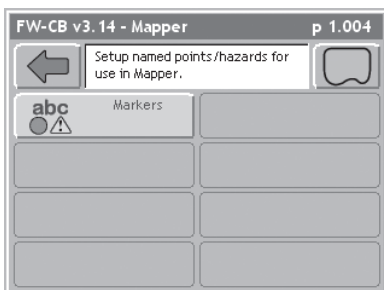 FW-CB v3.14 - Mapper p 1.004
Setup named points/hazards for
use in Mapper.
abc Markers